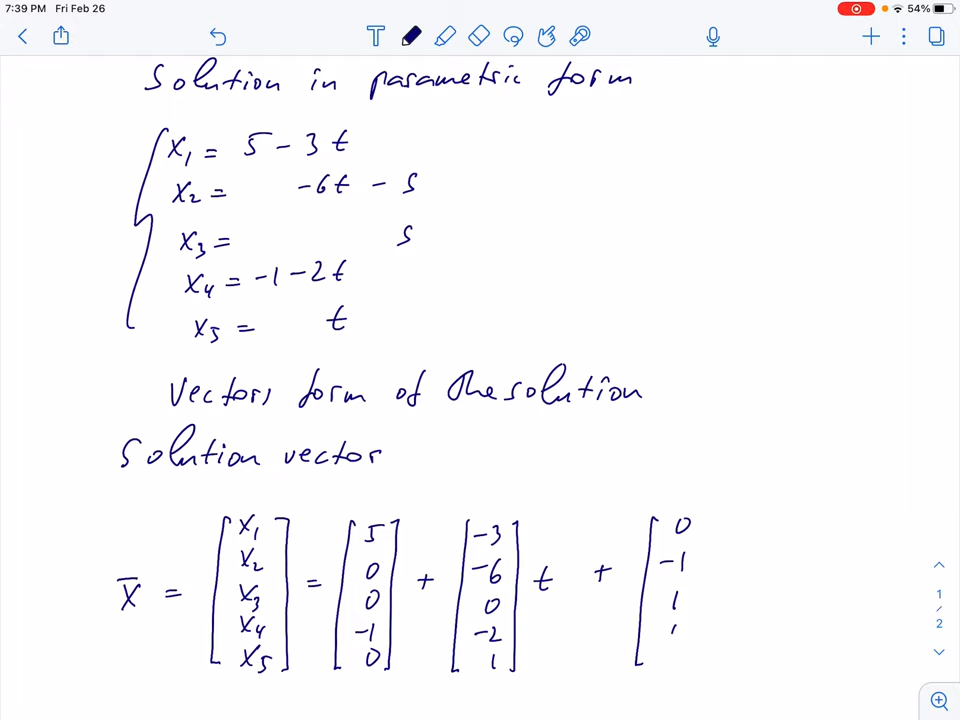 7:39 PM Fri Feb 26 54%
T
Solution in parametric form
x1 = 5 - 3t
x2 = -6t - s
x3 = s
x4 = -1 - 2t
x5 = t
Vector form of the solution
Solution vector
x̄ = [x1 x2 x3 x4 x5] = [5 0 0 -1 0] + [-3 -6 0 -2 1] t + [0 -1 1
1 / 2